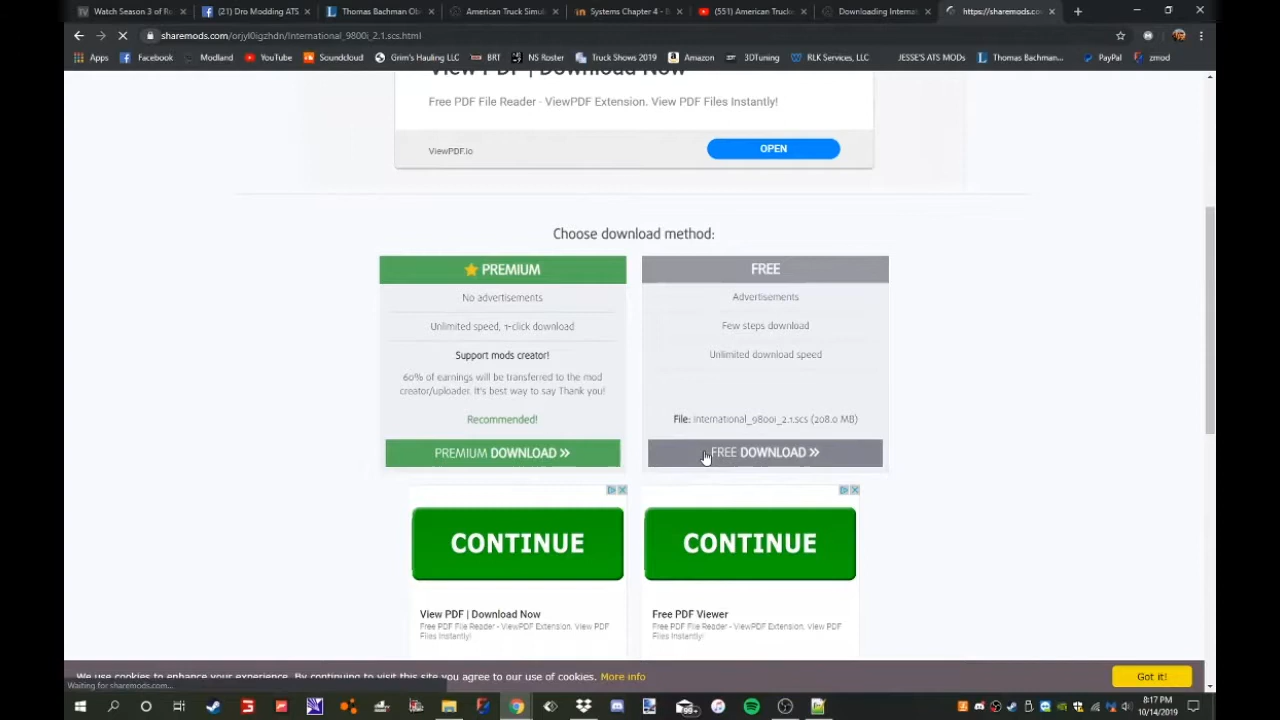 Watch Season 3 of R
(21) Dro Modding ATS
Thomas Bachman Ob
American Truck Simul
Systems Chapter 4 -
(551) American Truck
Downloading Internat
https://sharemods.co
sharemods.com/orjyl0igzhdn/International_9800i_2.1.scs.html
Apps
Facebook
Modland
YouTube
Soundcloud
Grim's Hauling LLC
BRT
NS Roster
Truck Shows 2019
Amazon
3DTuning
RLK Services, LLC
JESSE'S ATS MODs
Thomas Bachman...
PayPal
zmod
View PDF | Download Now
Free PDF File Reader - ViewPDF Extension. View PDF Files Instantly!
ViewPDF.io
OPEN
Choose download method:
PREMIUM
No advertisements
Unlimited speed, 1-click download
Support mods creator!
60% of earnings will be transferred to the mod
creator/uploader. It's best way to say Thank you!
Recommended!
PREMIUM DOWNLOAD »
FREE
Advertisements
Few steps download
Unlimited download speed
File: International_9800i_2.1.scs (208.0 MB)
FREE DOWNLOAD »
CONTINUE
View PDF | Download Now
Free PDF File Reader - ViewPDF Extension. View PDF
Files Instantly!
CONTINUE
Free PDF Viewer
Free PDF File Reader - ViewPDF Extension. View PDF
Files Instantly!
We use cookies to enhance your experience. By continuing to visit this site you agree to our use of cookies. More info
Got it!
Waiting for sharemods.com...
8:17 PM
10/14/2019